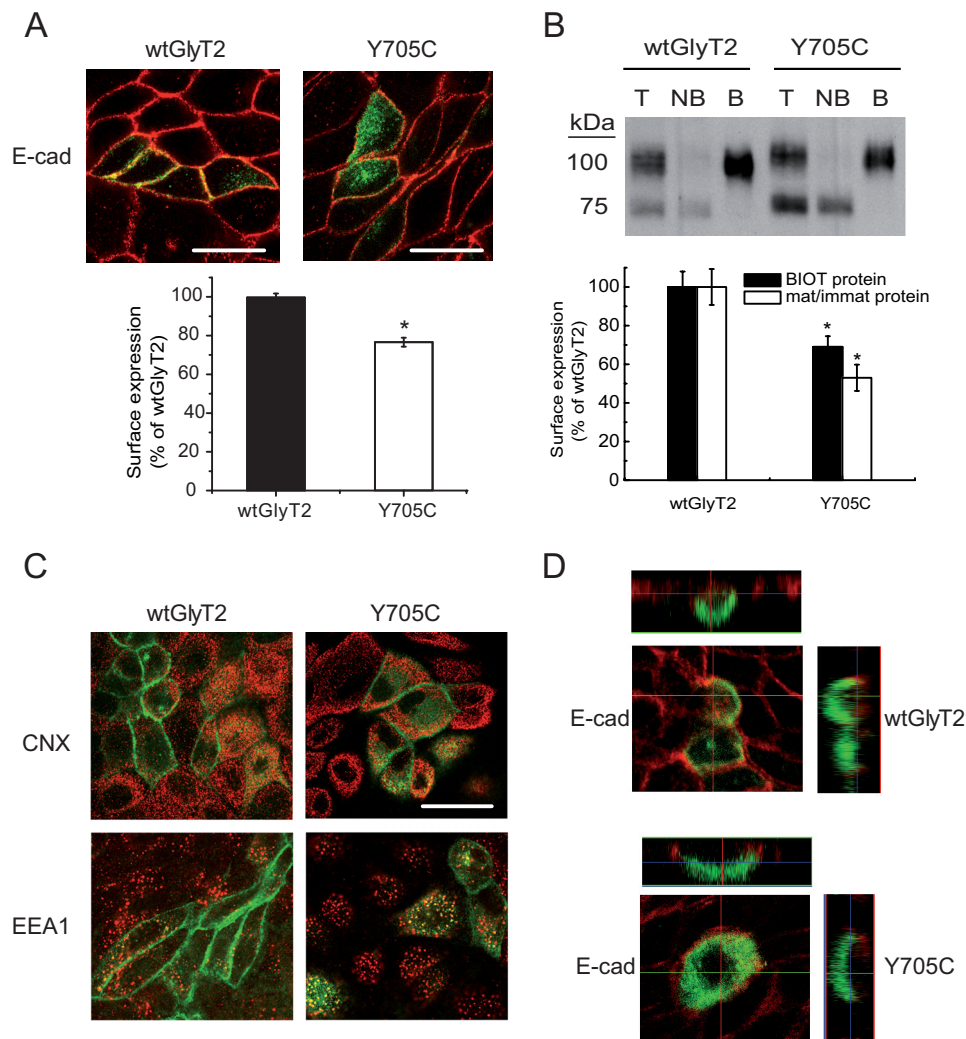 A
wtGlyT2 Y705C
E-cad
Surface expression
(% of wtGlyT2)
100
80
60
40
20
0
*
wtGlyT2 Y705C
B
wtGlyT2 Y705C
T NB B T NB B
kDa
100
75
Surface expression
(% of wtGlyT2)
100
80
60
40
20
0
BIOT protein
mat/immat protein
*
*
wtGlyT2 Y705C
C
wtGlyT2 Y705C
CNX
EEA1
D
E-cad
wtGlyT2
E-cad
Y705C